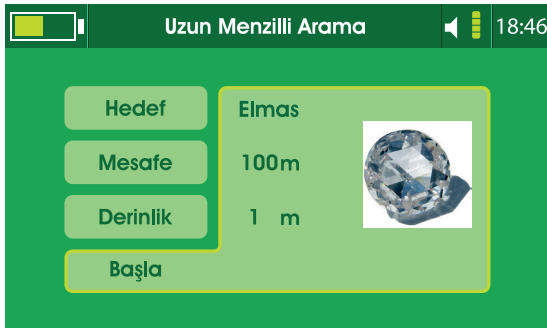 Uzun Menzilli Arama 18:46
Hedef Elmas
Mesafe 100m
Derinlik 1 m
Başla